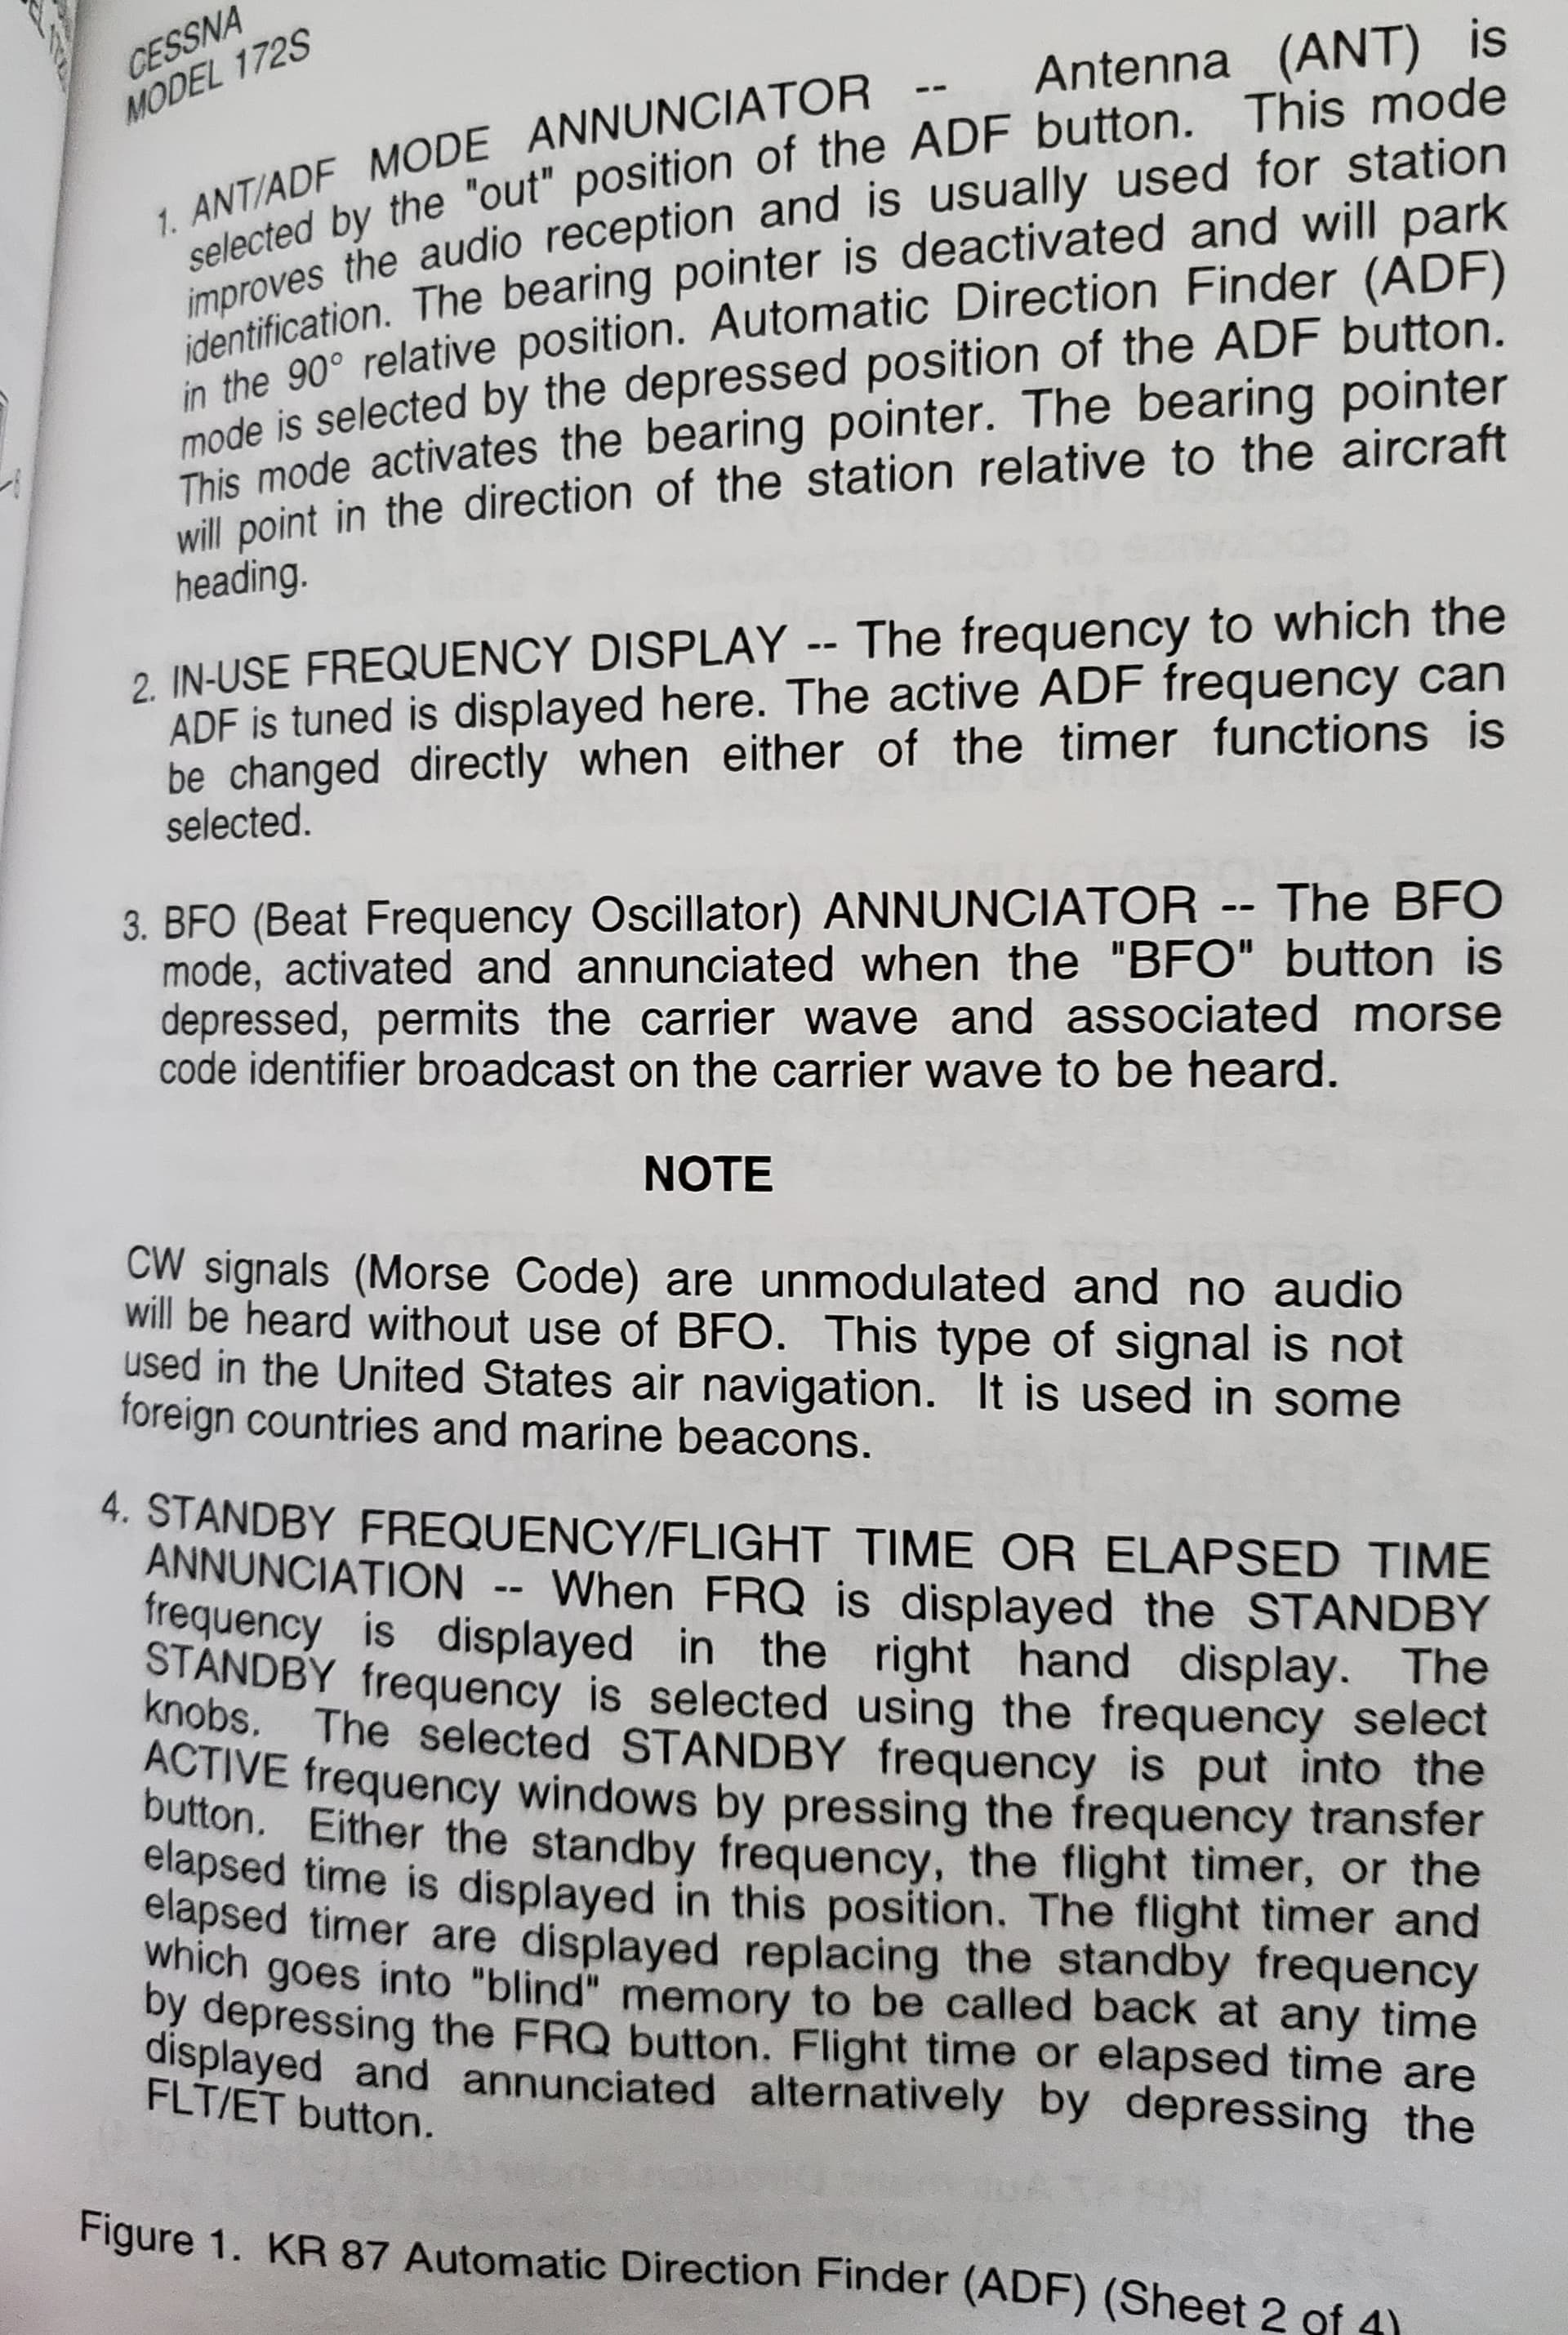 CESSNA
MODEL 172S
1. ANT/ADF MODE ANNUNCIATOR -- Antenna (ANT) is
selected by the "out" position of the ADF button. This mode
improves the audio reception and is usually used for station
identification. The bearing pointer is deactivated and will park
in the 90° relative position. Automatic Direction Finder (ADF)
mode is selected by the depressed position of the ADF button.
This mode activates the bearing pointer. The bearing pointer
will point in the direction of the station relative to the aircraft
heading.
2. IN-USE FREQUENCY DISPLAY -- The frequency to which the
ADF is tuned is displayed here. The active ADF frequency can
be changed directly when either of the timer functions is
selected.
3. BFO (Beat Frequency Oscillator) ANNUNCIATOR -- The BFO
mode, activated and annunciated when the "BFO" button is
depressed, permits the carrier wave and associated morse
code identifier broadcast on the carrier wave to be heard.
NOTE
CW signals (Morse Code) are unmodulated and no audio
will be heard without use of BFO. This type of signal is not
used in the United States air navigation. It is used in some
foreign countries and marine beacons.
4. STANDBY FREQUENCY/FLIGHT TIME OR ELAPSED TIME
ANNUNCIATION -- When FRQ is displayed the STANDBY
frequency is displayed in the right hand display. The
STANDBY frequency is selected using the frequency select
knobs. The selected STANDBY frequency is put into the
ACTIVE frequency windows by pressing the frequency transfer
button. Either the standby frequency, the flight timer, or the
elapsed time is displayed in this position. The flight timer and
elapsed timer are displayed replacing the standby frequency
which goes into "blind" memory to be called back at any time
by depressing the FRQ button. Flight time or elapsed time are
displayed and annunciated alternatively by depressing the
FLT/ET button.
Figure 1. KR 87 Automatic Direction Finder (ADF) (Sheet 2 of 4)